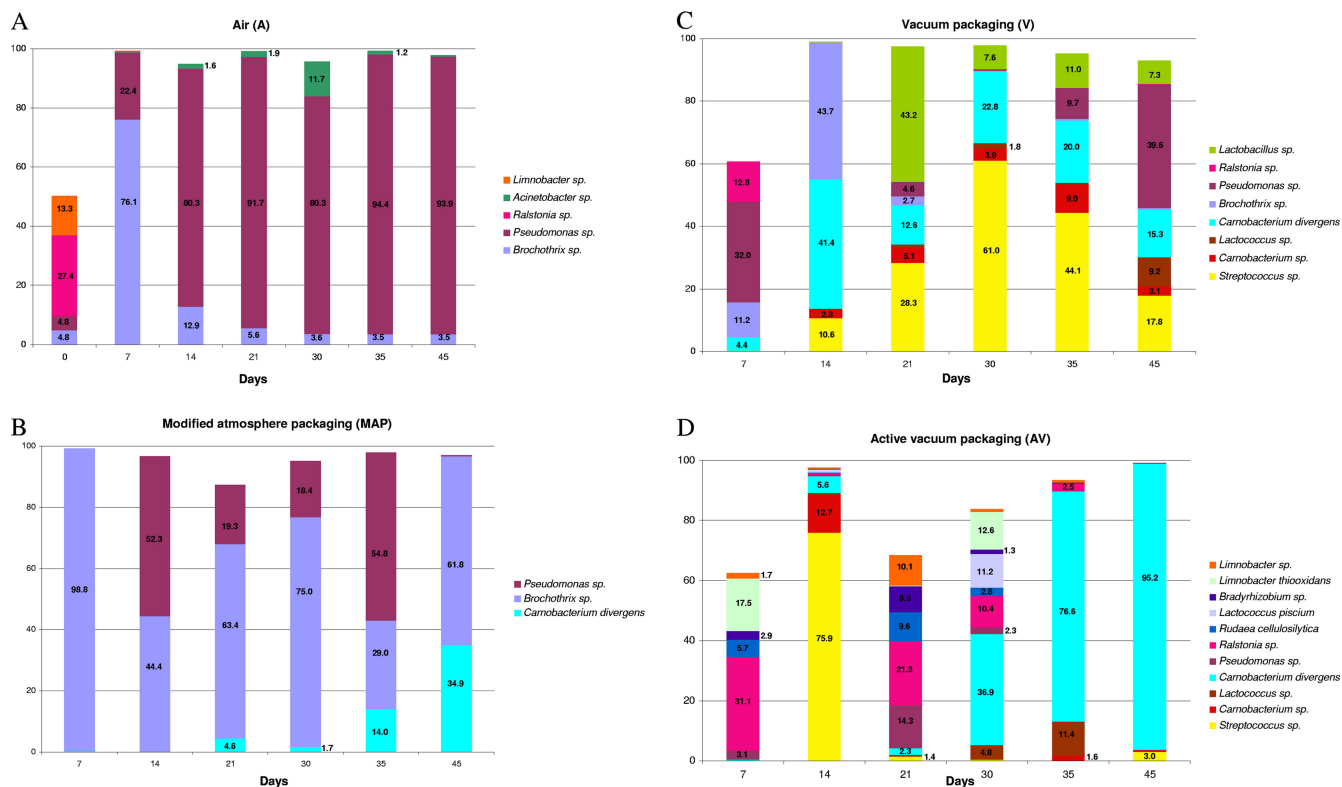 A
Air (A)
100
80
60
40
20
0
13.3
27.4
4.8
4.8
22.4
76.1
1.6
80.3
12.9
1.9
91.7
5.6
11.7
80.3
3.6
1.2
94.4
3.5
93.9
3.5
0 7 14 21 30 35 45
Days
Limnobacter sp.
Acinetobacter sp.
Ralstonia sp.
Pseudomonas sp.
Brochothrix sp.
B
Modified atmosphere packaging (MAP)
100
80
60
40
20
0
98.8
52.3
44.4
19.3
63.4
4.6
18.4
75.0
1.7
54.8
29.0
14.0
61.8
34.9
7 14 21 30 35 45
Days
Pseudomonas sp.
Brochothrix sp.
Carnobacterium divergens
C
Vacuum packaging (V)
100
80
60
40
20
0
12.8
32.0
11.2
4.4
43.7
41.4
2.8
10.6
43.2
4.6
2.7
12.6
5.1
28.3
7.6
22.8
1.8
3.9
61.0
11.0
9.7
20.0
9.0
44.1
7.3
39.6
15.3
9.2
3.1
17.8
7 14 21 30 35 45
Days
Lactobacillus sp.
Ralstonia sp.
Pseudomonas sp.
Brochothrix sp.
Carnobacterium divergens
Lactococcus sp.
Carnobacterium sp.
Streptococcus sp.
D
Active vacuum packaging (AV)
100
80
60
40
20
0
1.7
17.5
2.9
5.7
31.1
3.1
5.6
12.7
75.9
10.1
9.6
21.3
14.3
2.3
1.4
12.6
1.3
11.2
2.8
10.4
2.3
36.9
4.8
2.5
76.6
11.4
1.6
95.2
3.0
7 14 21 30 35 45
Days
Limnobacter sp.
Limnobacter thiooxidans
Bradyrhizobium sp.
Lactococcus piscium
Rudaea cellulosilytica
Ralstonia sp.
Pseudomonas sp.
Carnobacterium divergens
Lactococcus sp.
Carnobacterium sp.
Streptococcus sp.